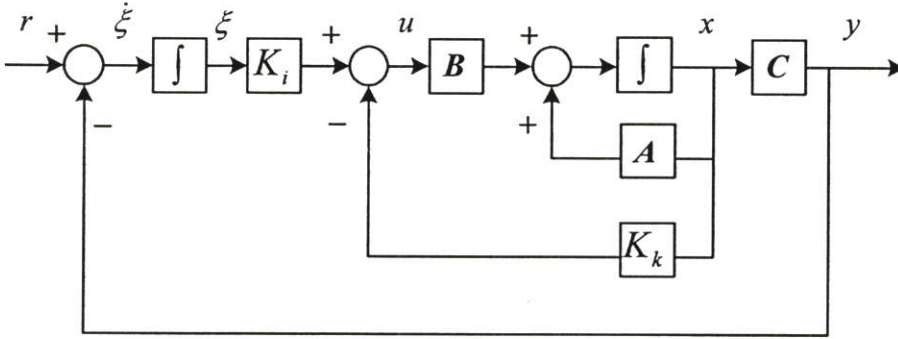 r + ξ̇ ∫ ξ K_i + u B + ∫ x C y
− − + A
K_k